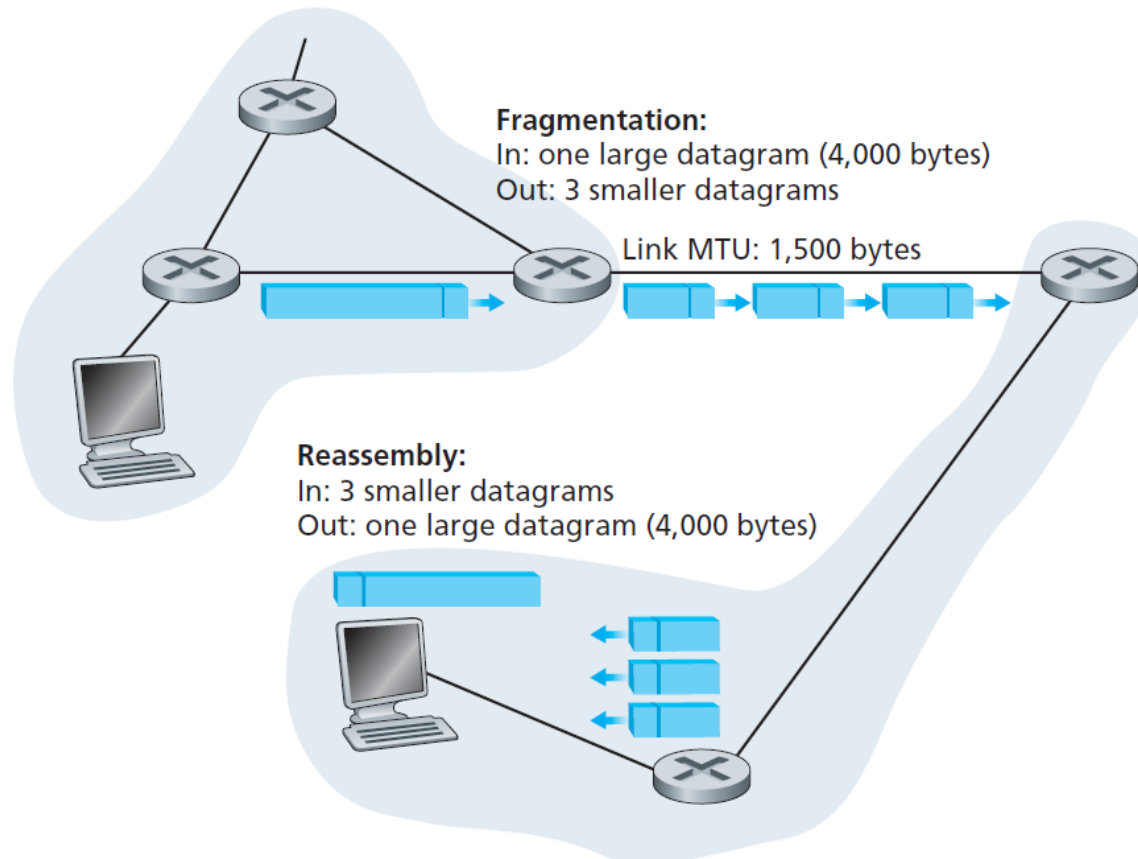 Fragmentation:
In: one large datagram (4,000 bytes)
Out: 3 smaller datagrams
Link MTU: 1,500 bytes
Reassembly:
In: 3 smaller datagrams
Out: one large datagram (4,000 bytes)